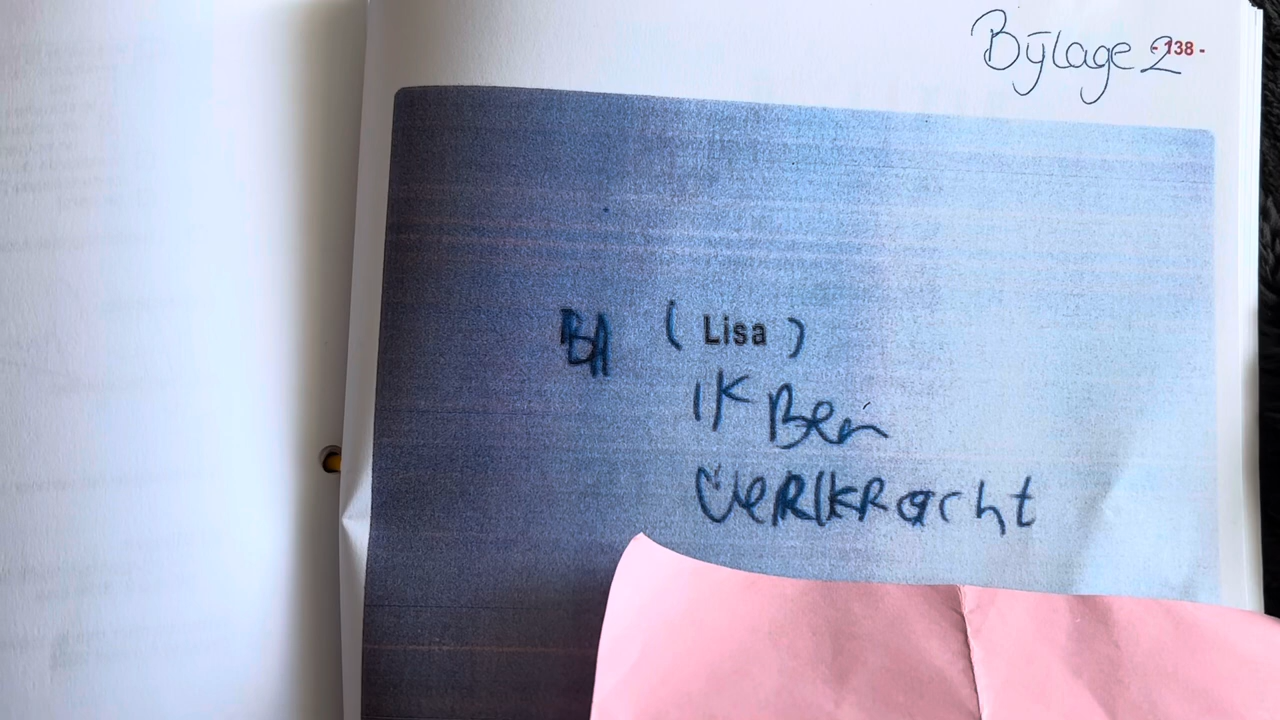 Bijlage 2 - 138 -
BA ( Lisa )
IK Ben
VERKRacht